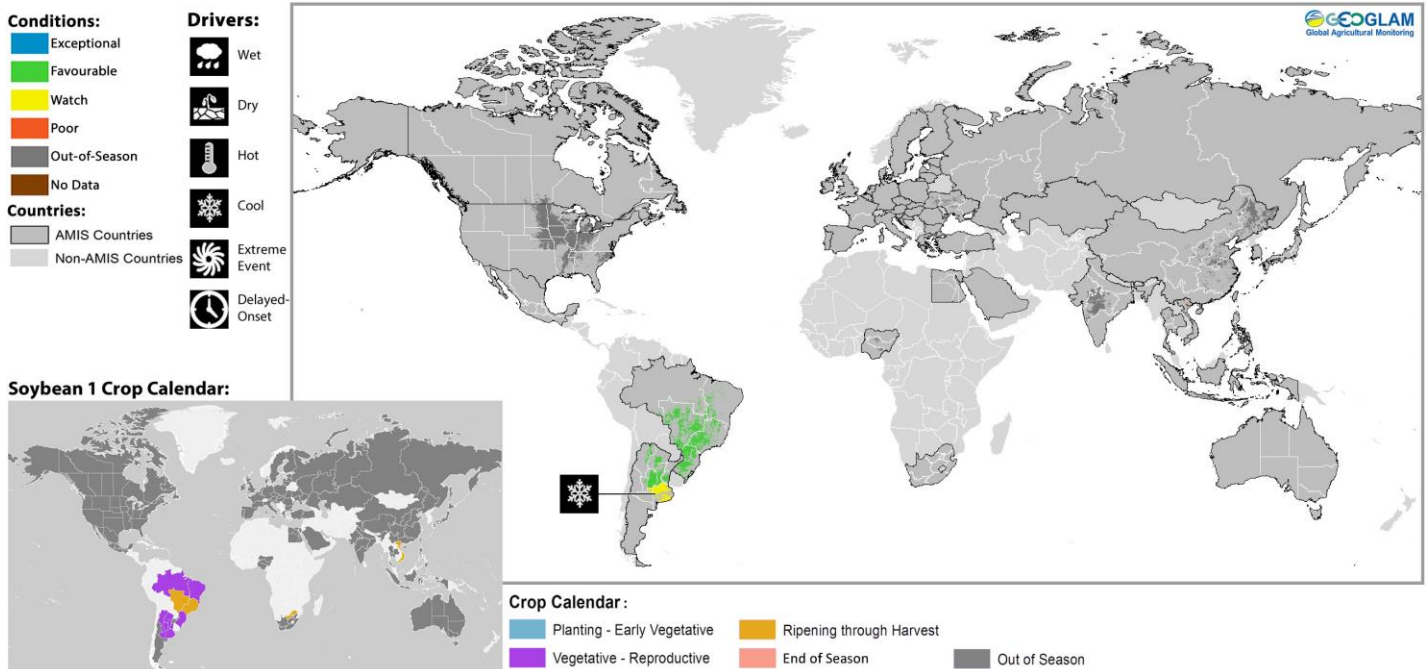 Conditions:
Exceptional
Favourable
Watch
Poor
Out-of-Season
No Data
Countries:
AMIS Countries
Non-AMIS Countries
Drivers:
Wet
Dry
Hot
Cool
Extreme
Event
Delayed-
Onset
GEOGLAM
Global Agricultural Monitoring
Soybean 1 Crop Calendar:
Crop Calendar :
Planting - Early Vegetative
Ripening through Harvest
Vegetative - Reproductive
End of Season
Out of Season